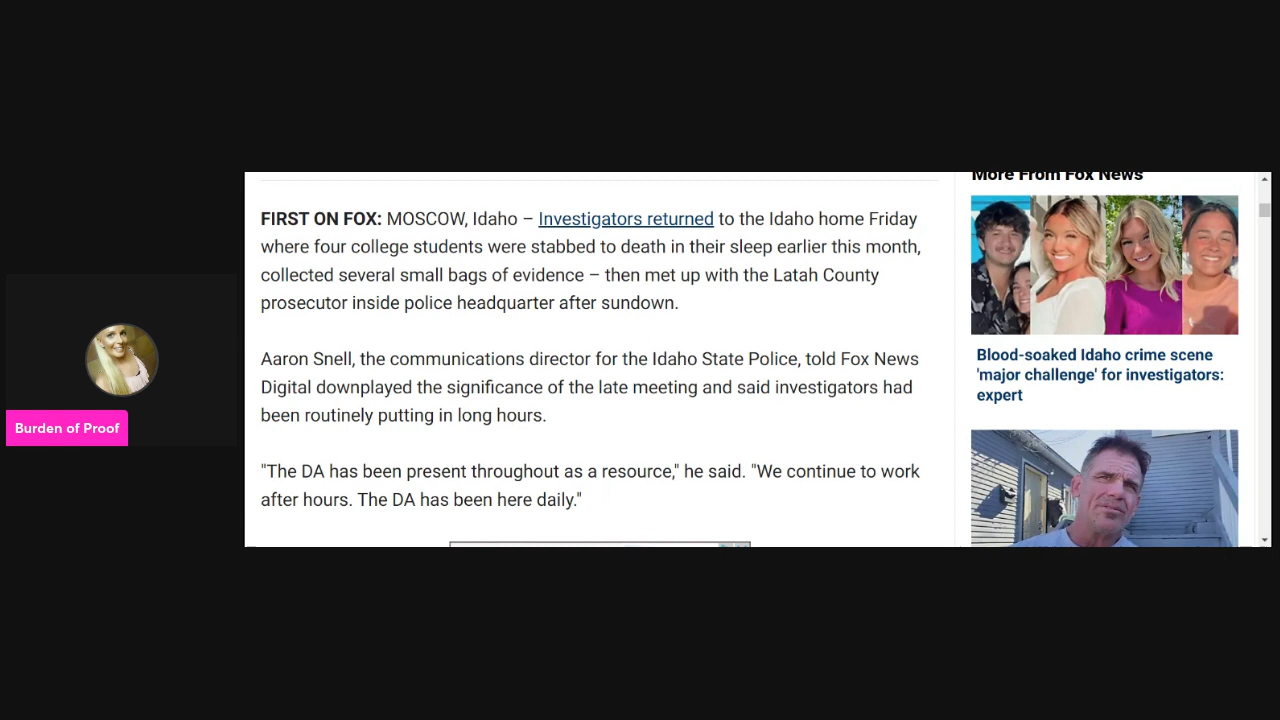 More From Fox News
FIRST ON FOX: MOSCOW, Idaho – Investigators returned to the Idaho home Friday
where four college students were stabbed to death in their sleep earlier this month,
collected several small bags of evidence – then met up with the Latah County
prosecutor inside police headquarter after sundown.
Aaron Snell, the communications director for the Idaho State Police, told Fox News
Digital downplayed the significance of the late meeting and said investigators had
been routinely putting in long hours.
"The DA has been present throughout as a resource," he said. "We continue to work
after hours. The DA has been here daily."
Blood-soaked Idaho crime scene
'major challenge' for investigators:
expert
Burden of Proof